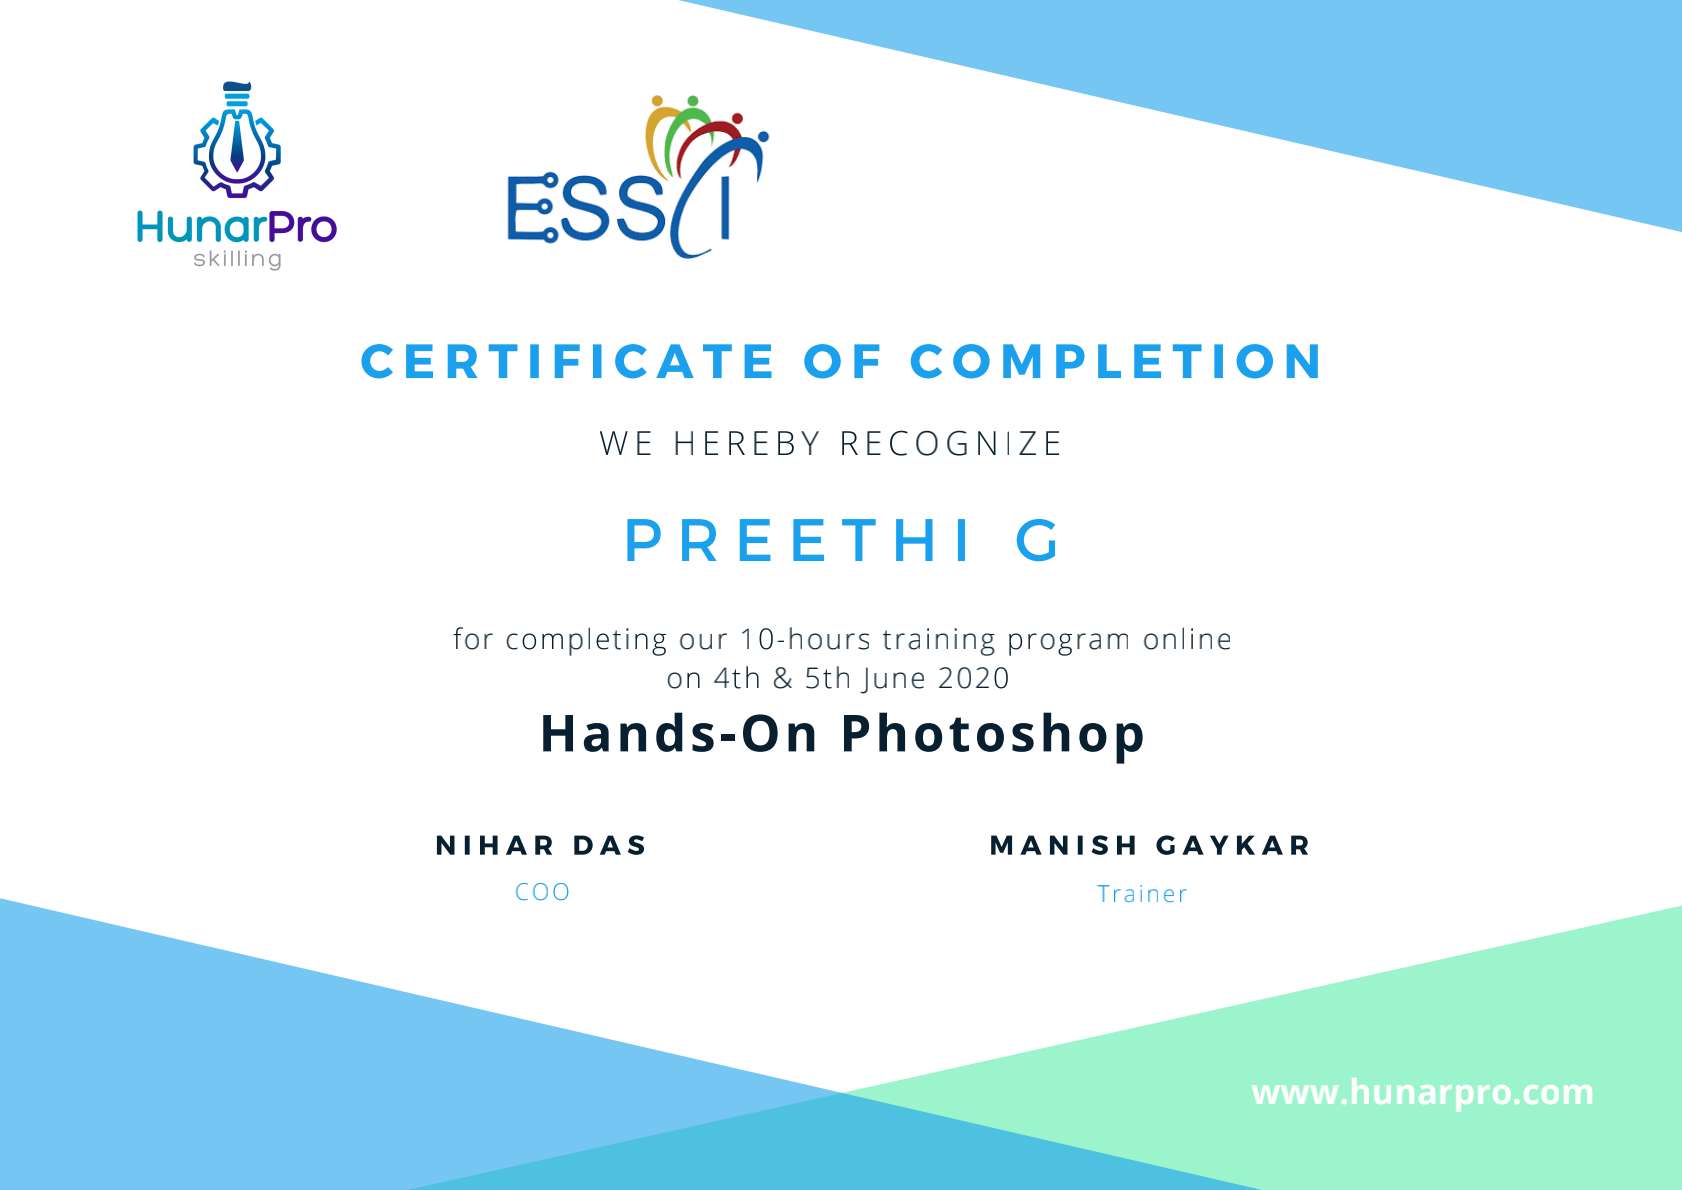 HunarPro
skilling
ESSCI
CERTIFICATE OF COMPLETION
WE HEREBY RECOGNIZE
PREETHI G
for completing our 10-hours training program online
on 4th & 5th June 2020
Hands-On Photoshop
NIHAR DAS
COO
MANISH GAYKAR
Trainer
www.hunarpro.com